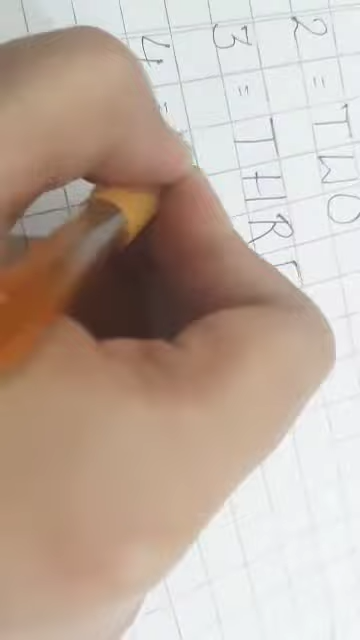 2 = TWO
3 = THRE
4 =